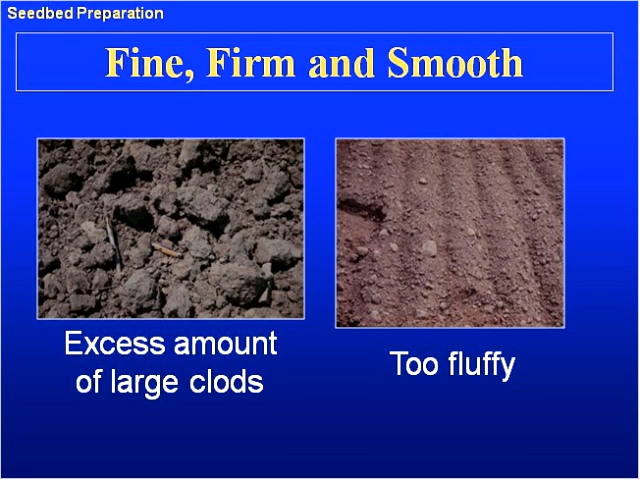 Seedbed Preparation
Fine, Firm and Smooth
Excess amount
of large clods
Too fluffy